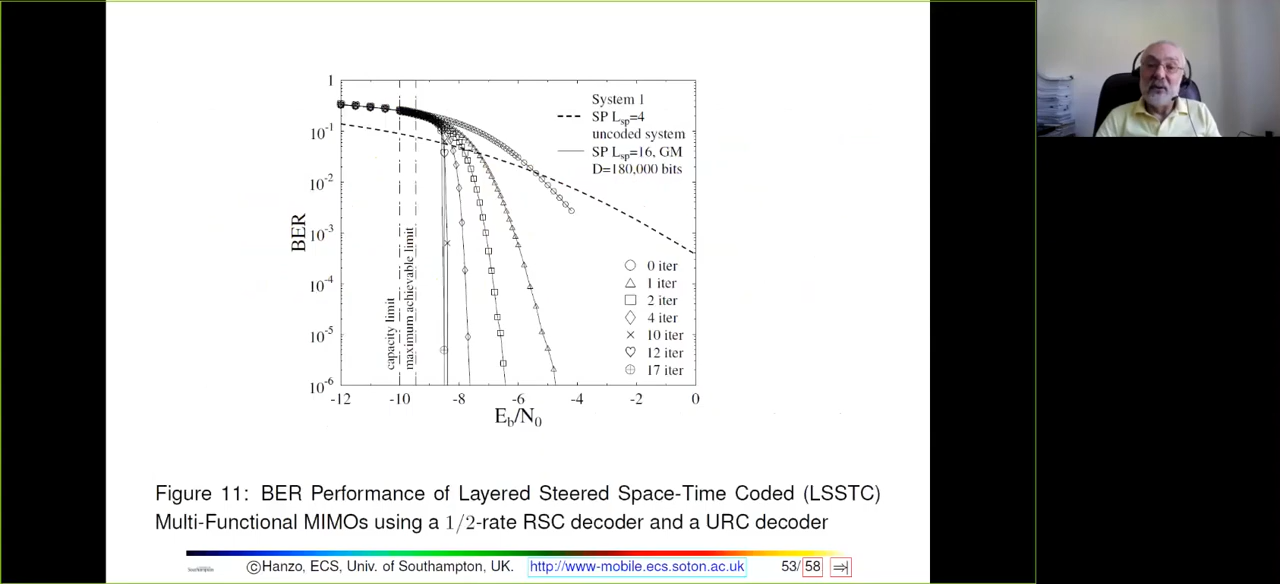 1
10-1
10-2
10-3
10-4
10-5
10-6
BER
capacity limit
maximum achievable limit
System 1
SP Lsp=4
uncoded system
SP Lsp=16, GM
D=180,000 bits
0 iter
1 iter
2 iter
4 iter
10 iter
12 iter
17 iter
-12 -10 -8 -6 -4 -2 0
Eb/N0
Figure 11: BER Performance of Layered Steered Space-Time Coded (LSSTC)
Multi-Functional MIMOs using a 1/2-rate RSC decoder and a URC decoder
©Hanzo, ECS, Univ. of Southampton, UK. http://www-mobile.ecs.soton.ac.uk 53/58